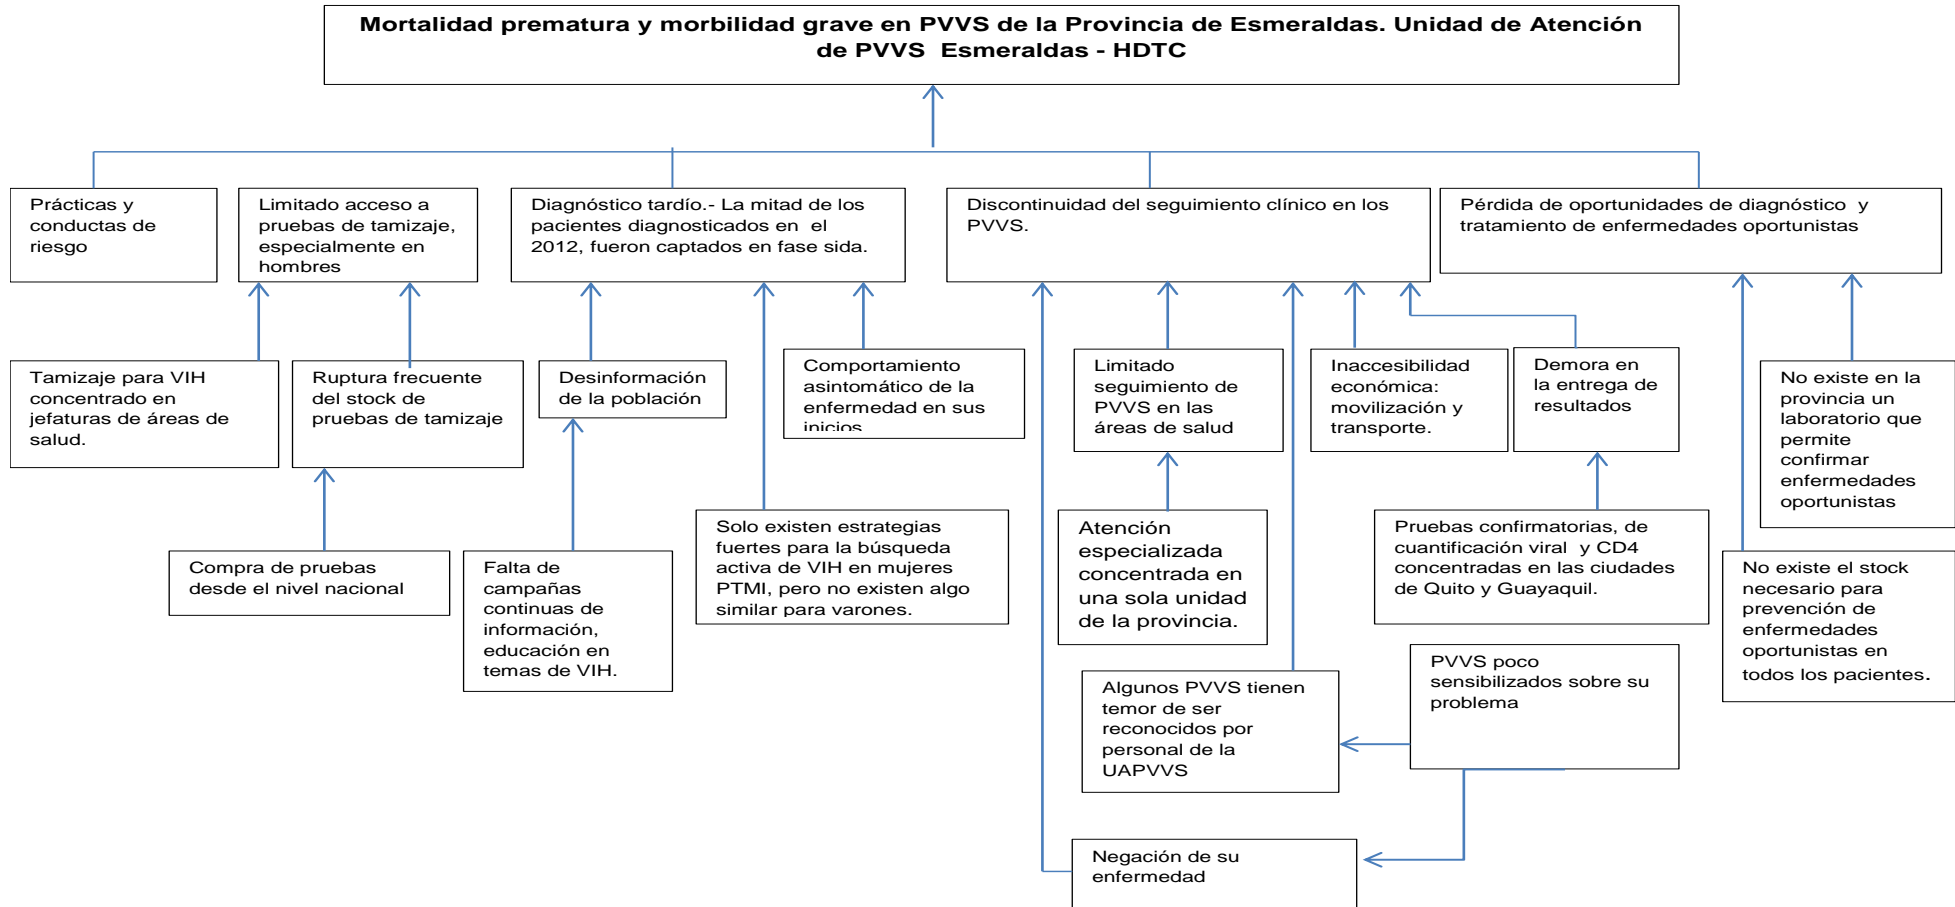 Mortalidad prematura y morbilidad grave en PVVS de la Provincia de Esmeraldas. Unidad de Atención
de PVVS  Esmeraldas - HDTC
Prácticas y
conductas de
riesgo
Limitado acceso a
pruebas de tamizaje,
especialmente en
hombres
Diagnóstico tardío.- La mitad de los
pacientes diagnosticados en  el
2012, fueron captados en fase sida.
Discontinuidad del seguimiento clínico en los
PVVS.
Pérdida de oportunidades de diagnóstico  y
tratamiento de enfermedades oportunistas
Tamizaje para VIH
concentrado en
jefaturas de áreas de
salud.
Ruptura frecuente
del stock de
pruebas de tamizaje
Desinformación
de la población
Comportamiento
asintomático de la
enfermedad en sus
inicios
Limitado
seguimiento de
PVVS en las
áreas de salud
Inaccesibilidad
económica:
movilización y
transporte.
Demora en
la entrega de
resultados
No existe en la
provincia un
laboratorio que
permite
confirmar
enfermedades
oportunistas
Compra de pruebas
desde el nivel nacional
Falta de
campañas
continuas de
información,
educación en
temas de VIH.
Solo existen estrategias
fuertes para la búsqueda
activa de VIH en mujeres
PTMI, pero no existen algo
similar para varones.
Atención
especializada
concentrada en
una sola unidad
de la provincia.
Pruebas confirmatorias, de
cuantificación viral  y CD4
concentradas en las ciudades
de Quito y Guayaquil.
No existe el stock
necesario para
prevención de
enfermedades
oportunistas en
todos los pacientes.
Algunos PVVS tienen
temor de ser
reconocidos por
personal de la
UAPVVS
PVVS poco
sensibilizados sobre su
problema
Negación de su
enfermedad